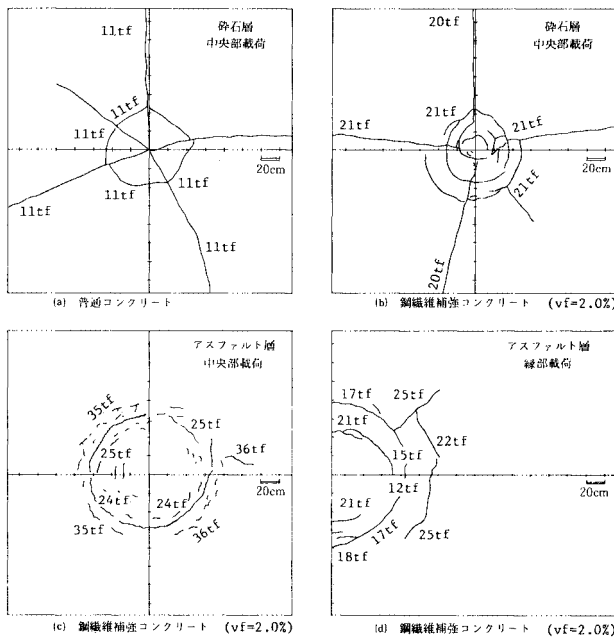 11tf
砕石層
中央部載荷
11tf
11tf
11tf
20cm
11tf
11tf
11tf
11tf
(a) 普通コンクリート
20tf
砕石層
中央部載荷
21tf
21tf
21tf
20cm
21tf
20tf
(b) 鋼繊維補強コンクリート (vf=2.0%)
アスファルト層
中央部載荷
35tf
25tf
36tf
25tf
20cm
24tf
24tf
35tf
36tf
(c) 鋼繊維補強コンクリート (vf=2.0%)
アスファルト層
縁部載荷
17tf
25tf
21tf
22tf
15tf
12tf
20cm
21tf
17tf
25tf
18tf
(d) 鋼繊維補強コンクリート (vf=2.0%)